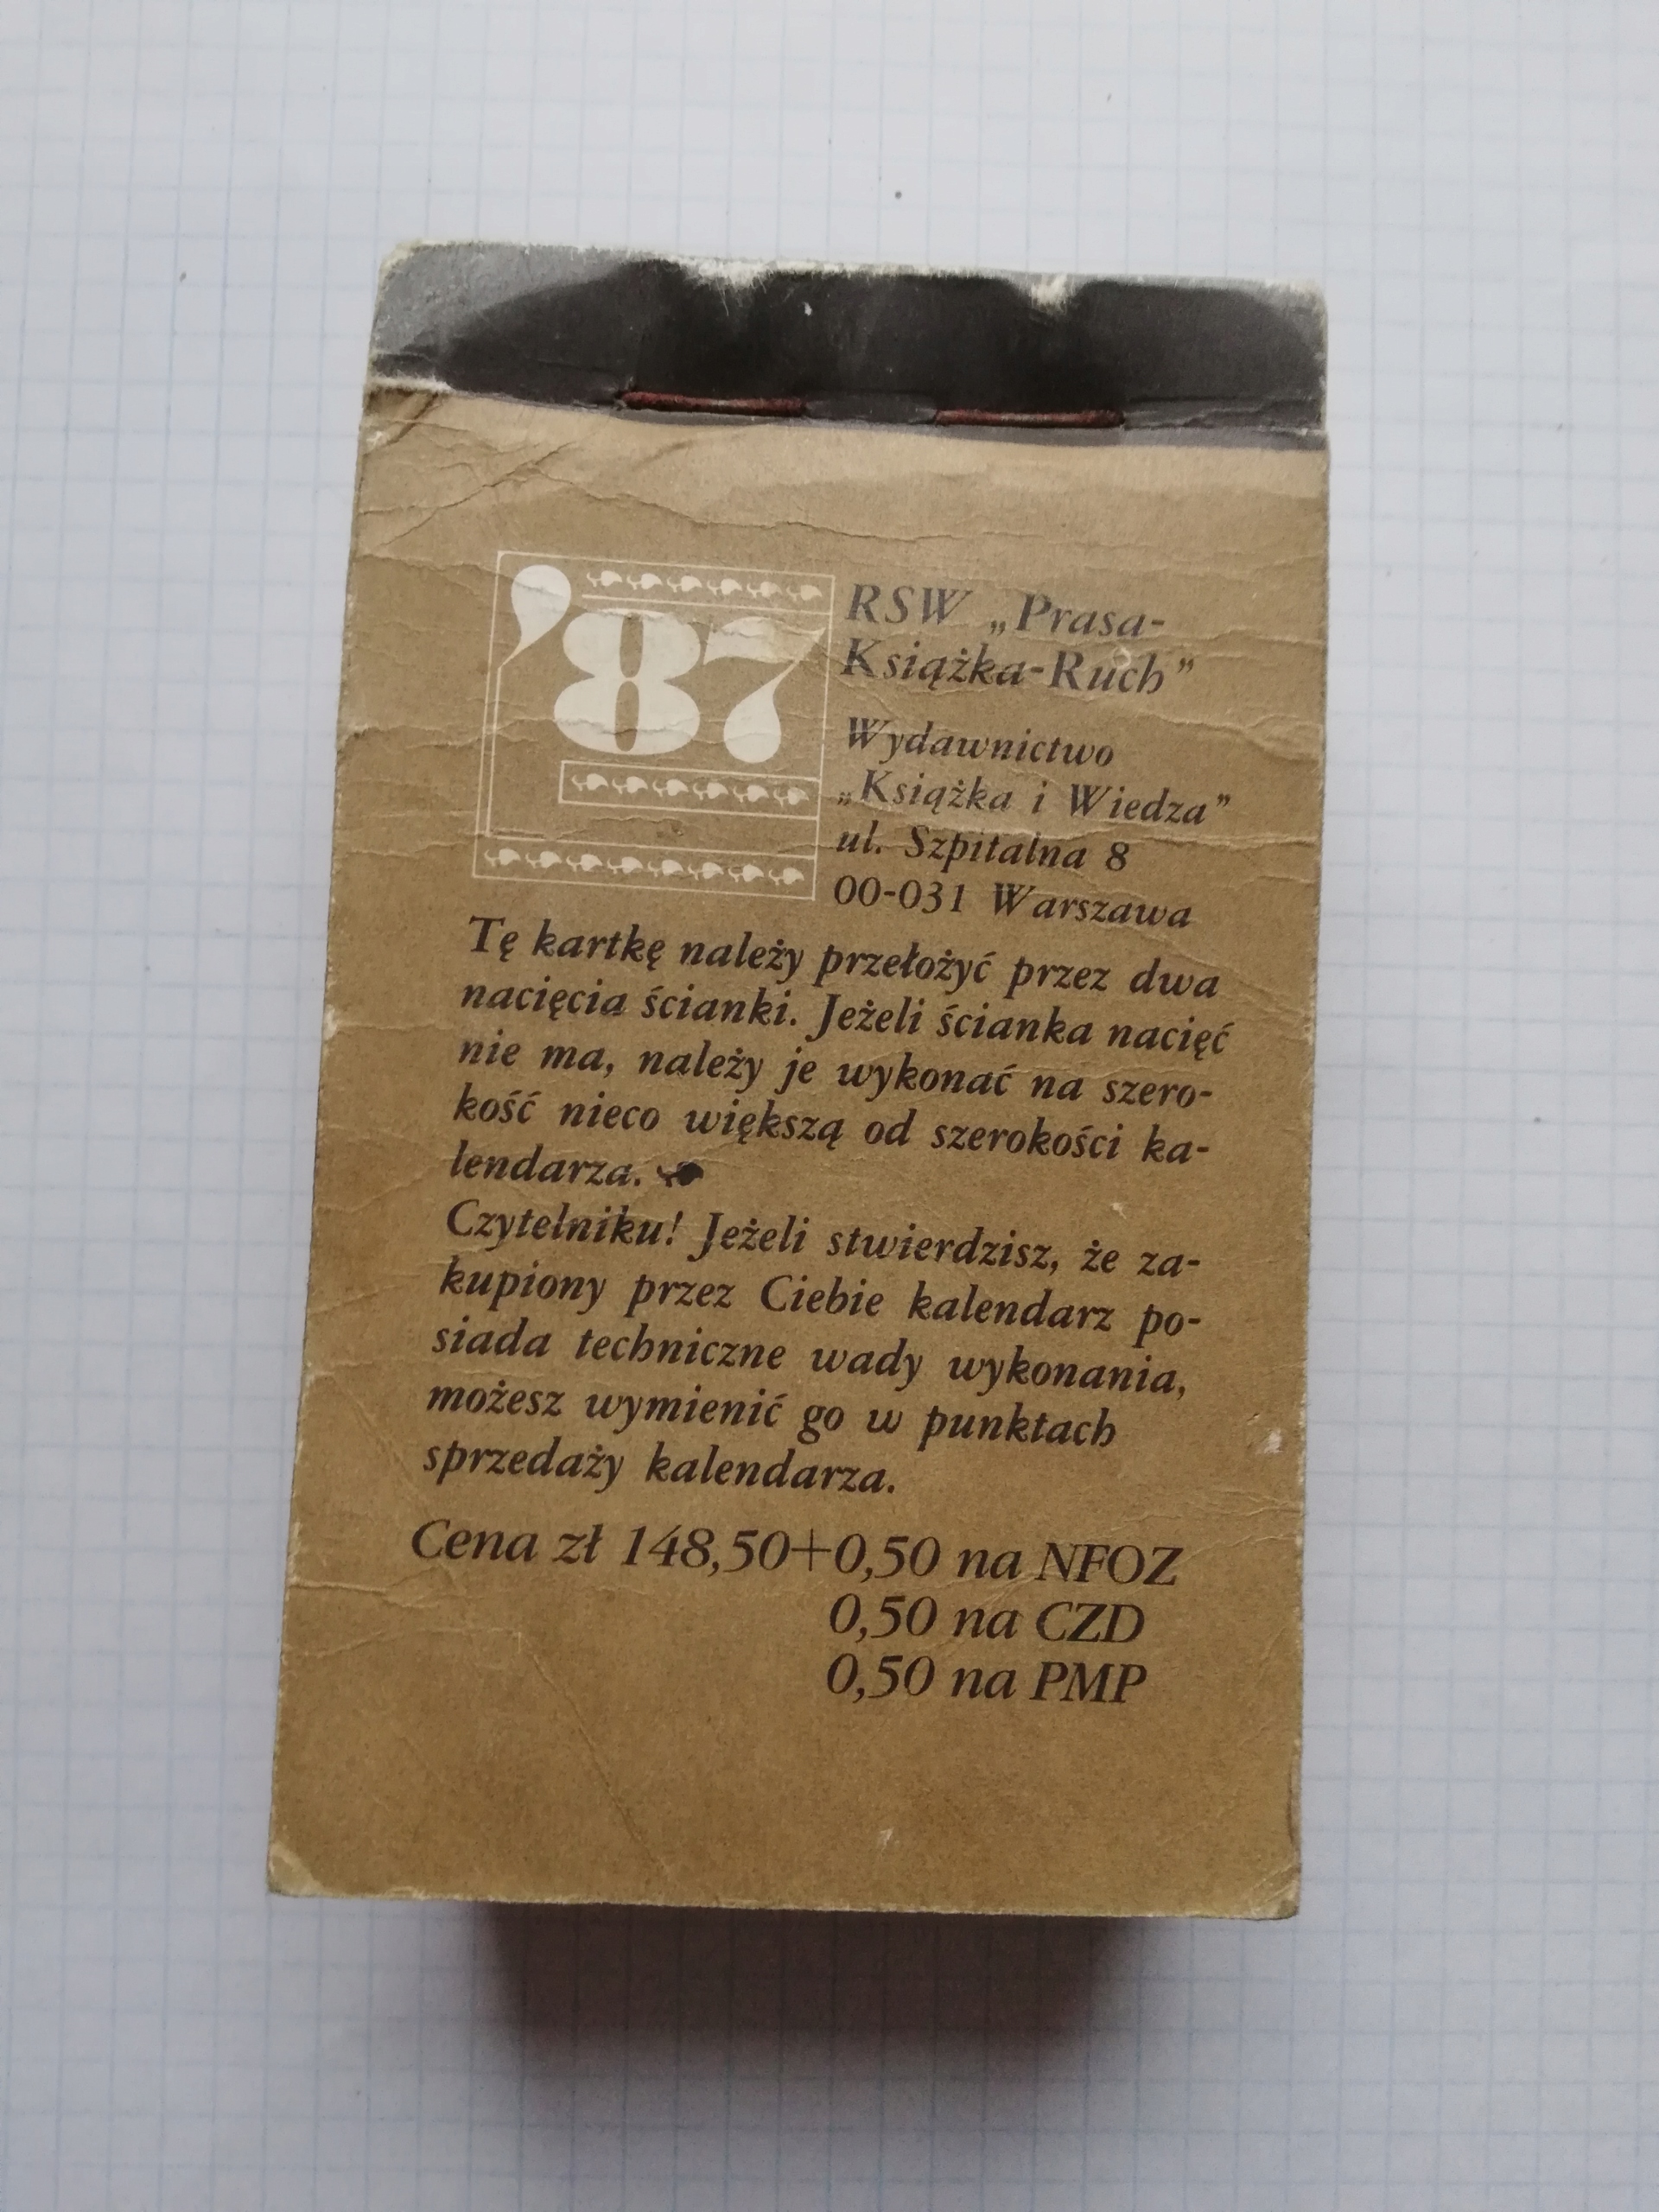 '87
RSW „Prasa-
Książka-Ruch”
Wydawnictwo
„Książka i Wiedza”
ul. Szpitalna 8
00-031 Warszawa
Tę kartkę należy przełożyć przez dwa
nacięcia ścianki. Jeżeli ścianka nacięć
nie ma, należy je wykonać na szero-
kość nieco większą od szerokości ka-
lendarza.
Czytelniku! Jeżeli stwierdzisz, że za-
kupiony przez Ciebie kalendarz po-
siada techniczne wady wykonania,
możesz wymienić go w punktach
sprzedaży kalendarza.
Cena zł 148,50+0,50 na NFOZ
0,50 na CZD
0,50 na PMP